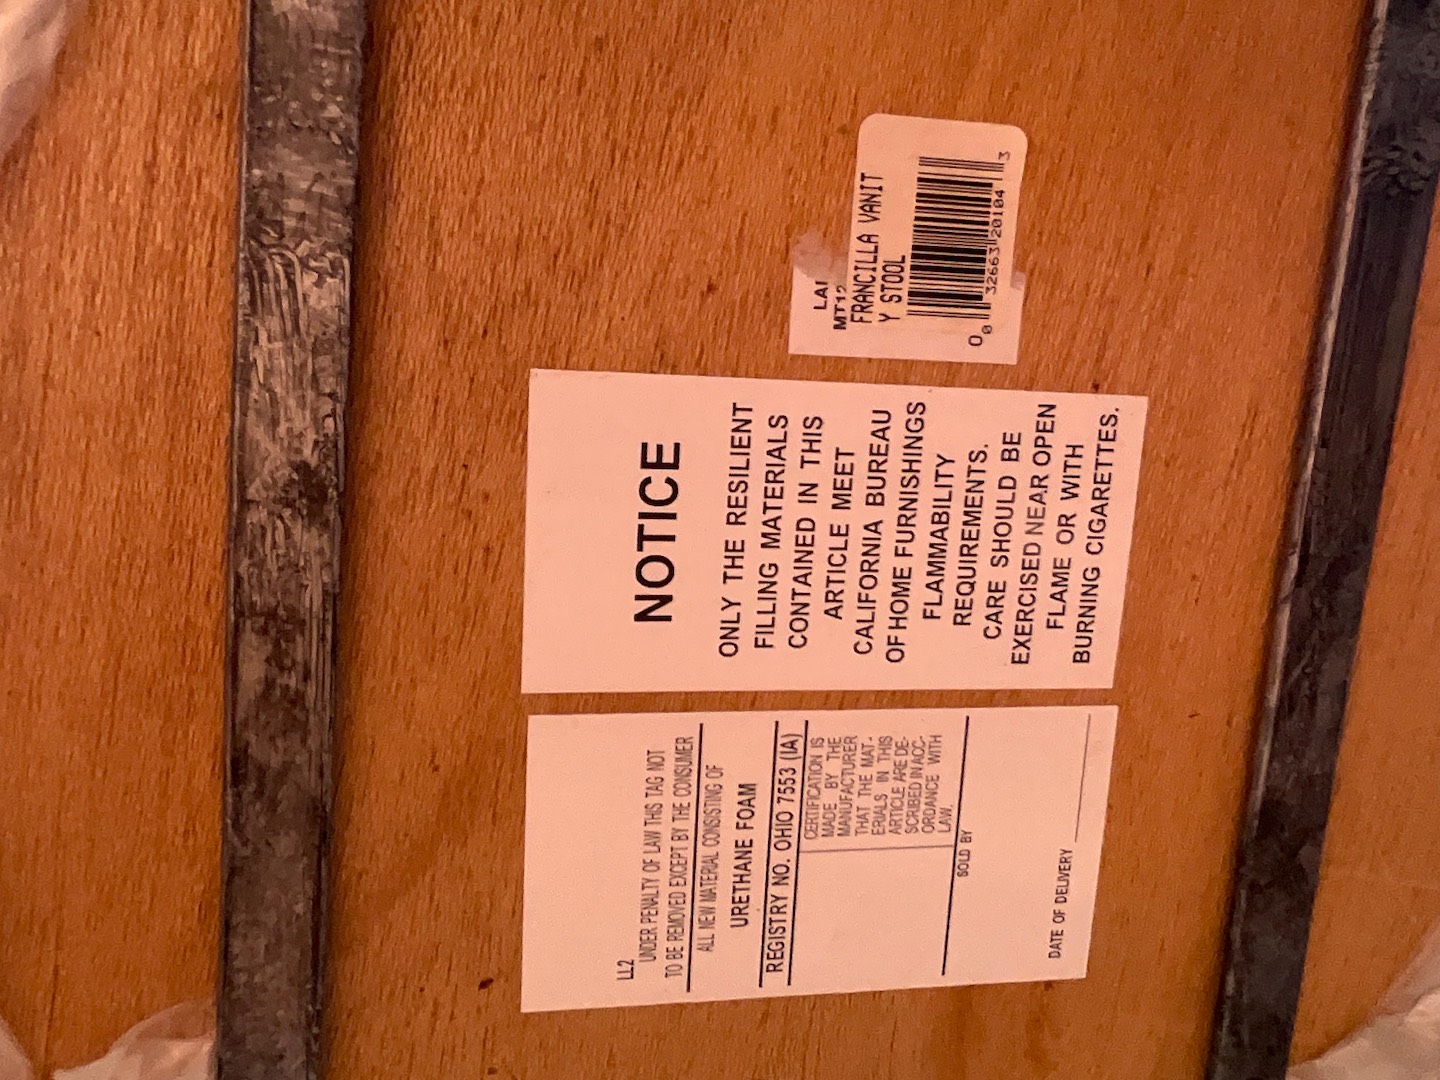 LL2
UNDER PENALTY OF LAW THIS TAG NOT
TO BE REMOVED EXCEPT BY THE CONSUMER
ALL NEW MATERIAL CONSISTING OF
URETHANE FOAM
REGISTRY NO. OHIO 7553 (IA)
CERTIFICATION IS
MADE BY THE
MANUFACTURER
THAT THE MAT-
ERIALS IN THIS
ARTICLE ARE DE-
SCRIBED IN ACC-
ORDANCE WITH
LAW.
SOLD BY
DATE OF DELIVERY
NOTICE
ONLY THE RESILIENT
FILLING MATERIALS
CONTAINED IN THIS
ARTICLE MEET
CALIFORNIA BUREAU
OF HOME FURNISHINGS
FLAMMABILITY
REQUIREMENTS.
CARE SHOULD BE
EXERCISED NEAR OPEN
FLAME OR WITH
BURNING CIGARETTES.
FRANCILLA VANIT
Y STOOL
0 0 32663 20104 3